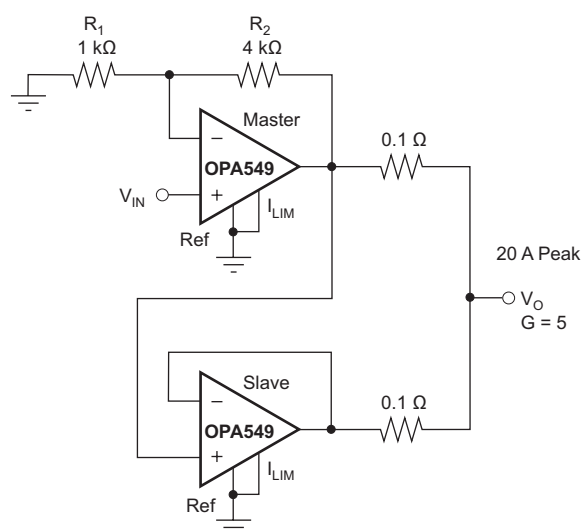 R1
1 kΩ
R2
4 kΩ
Master
−
OPA549
+
VIN
ILIM
Ref
0.1 Ω
20 A Peak
VO
G = 5
Slave
−
OPA549
+
0.1 Ω
ILIM
Ref